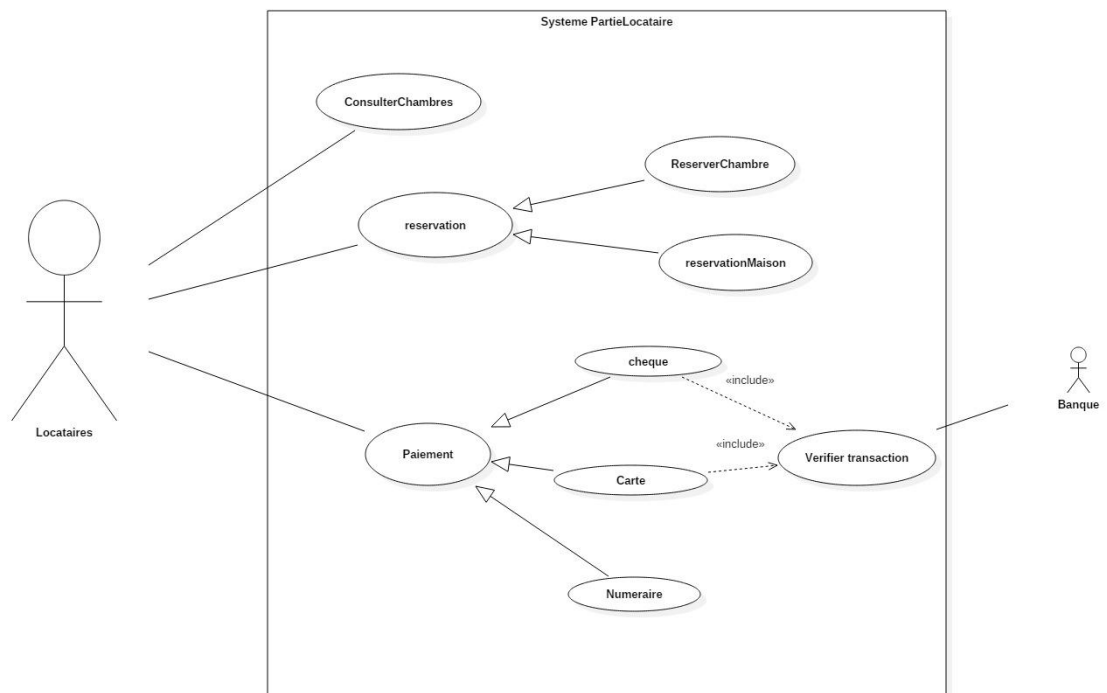 Systeme PartieLocataire
ConsulterChambres
ReserverChambre
reservation
reservationMaison
cheque
«include»
Banque
Locataires
«include»
Paiement
Verifier transaction
Carte
Numeraire